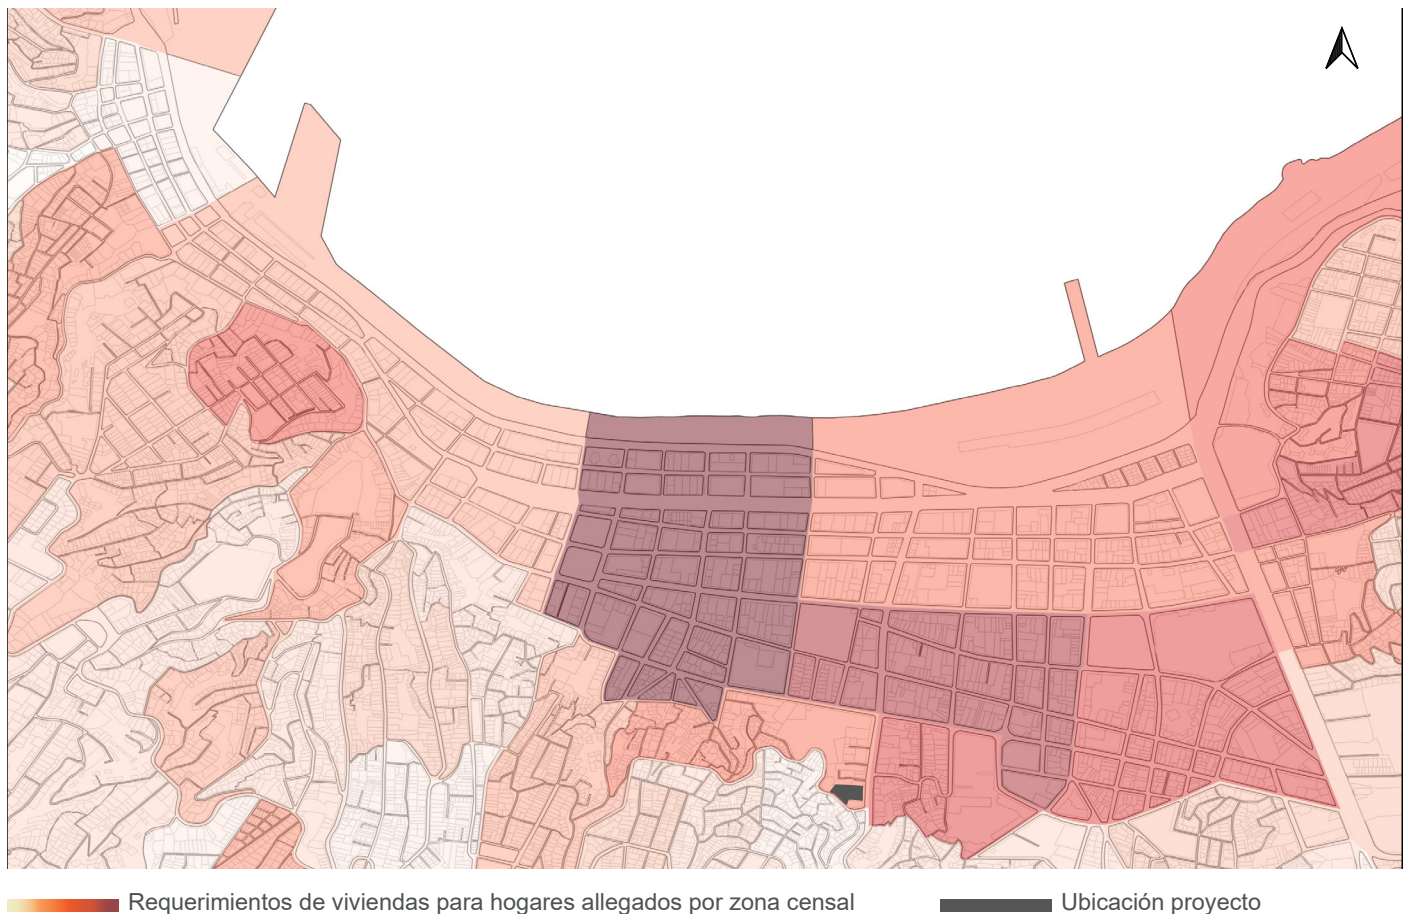 Requerimientos de viviendas para hogares allegados por zona censal
Ubicación proyecto